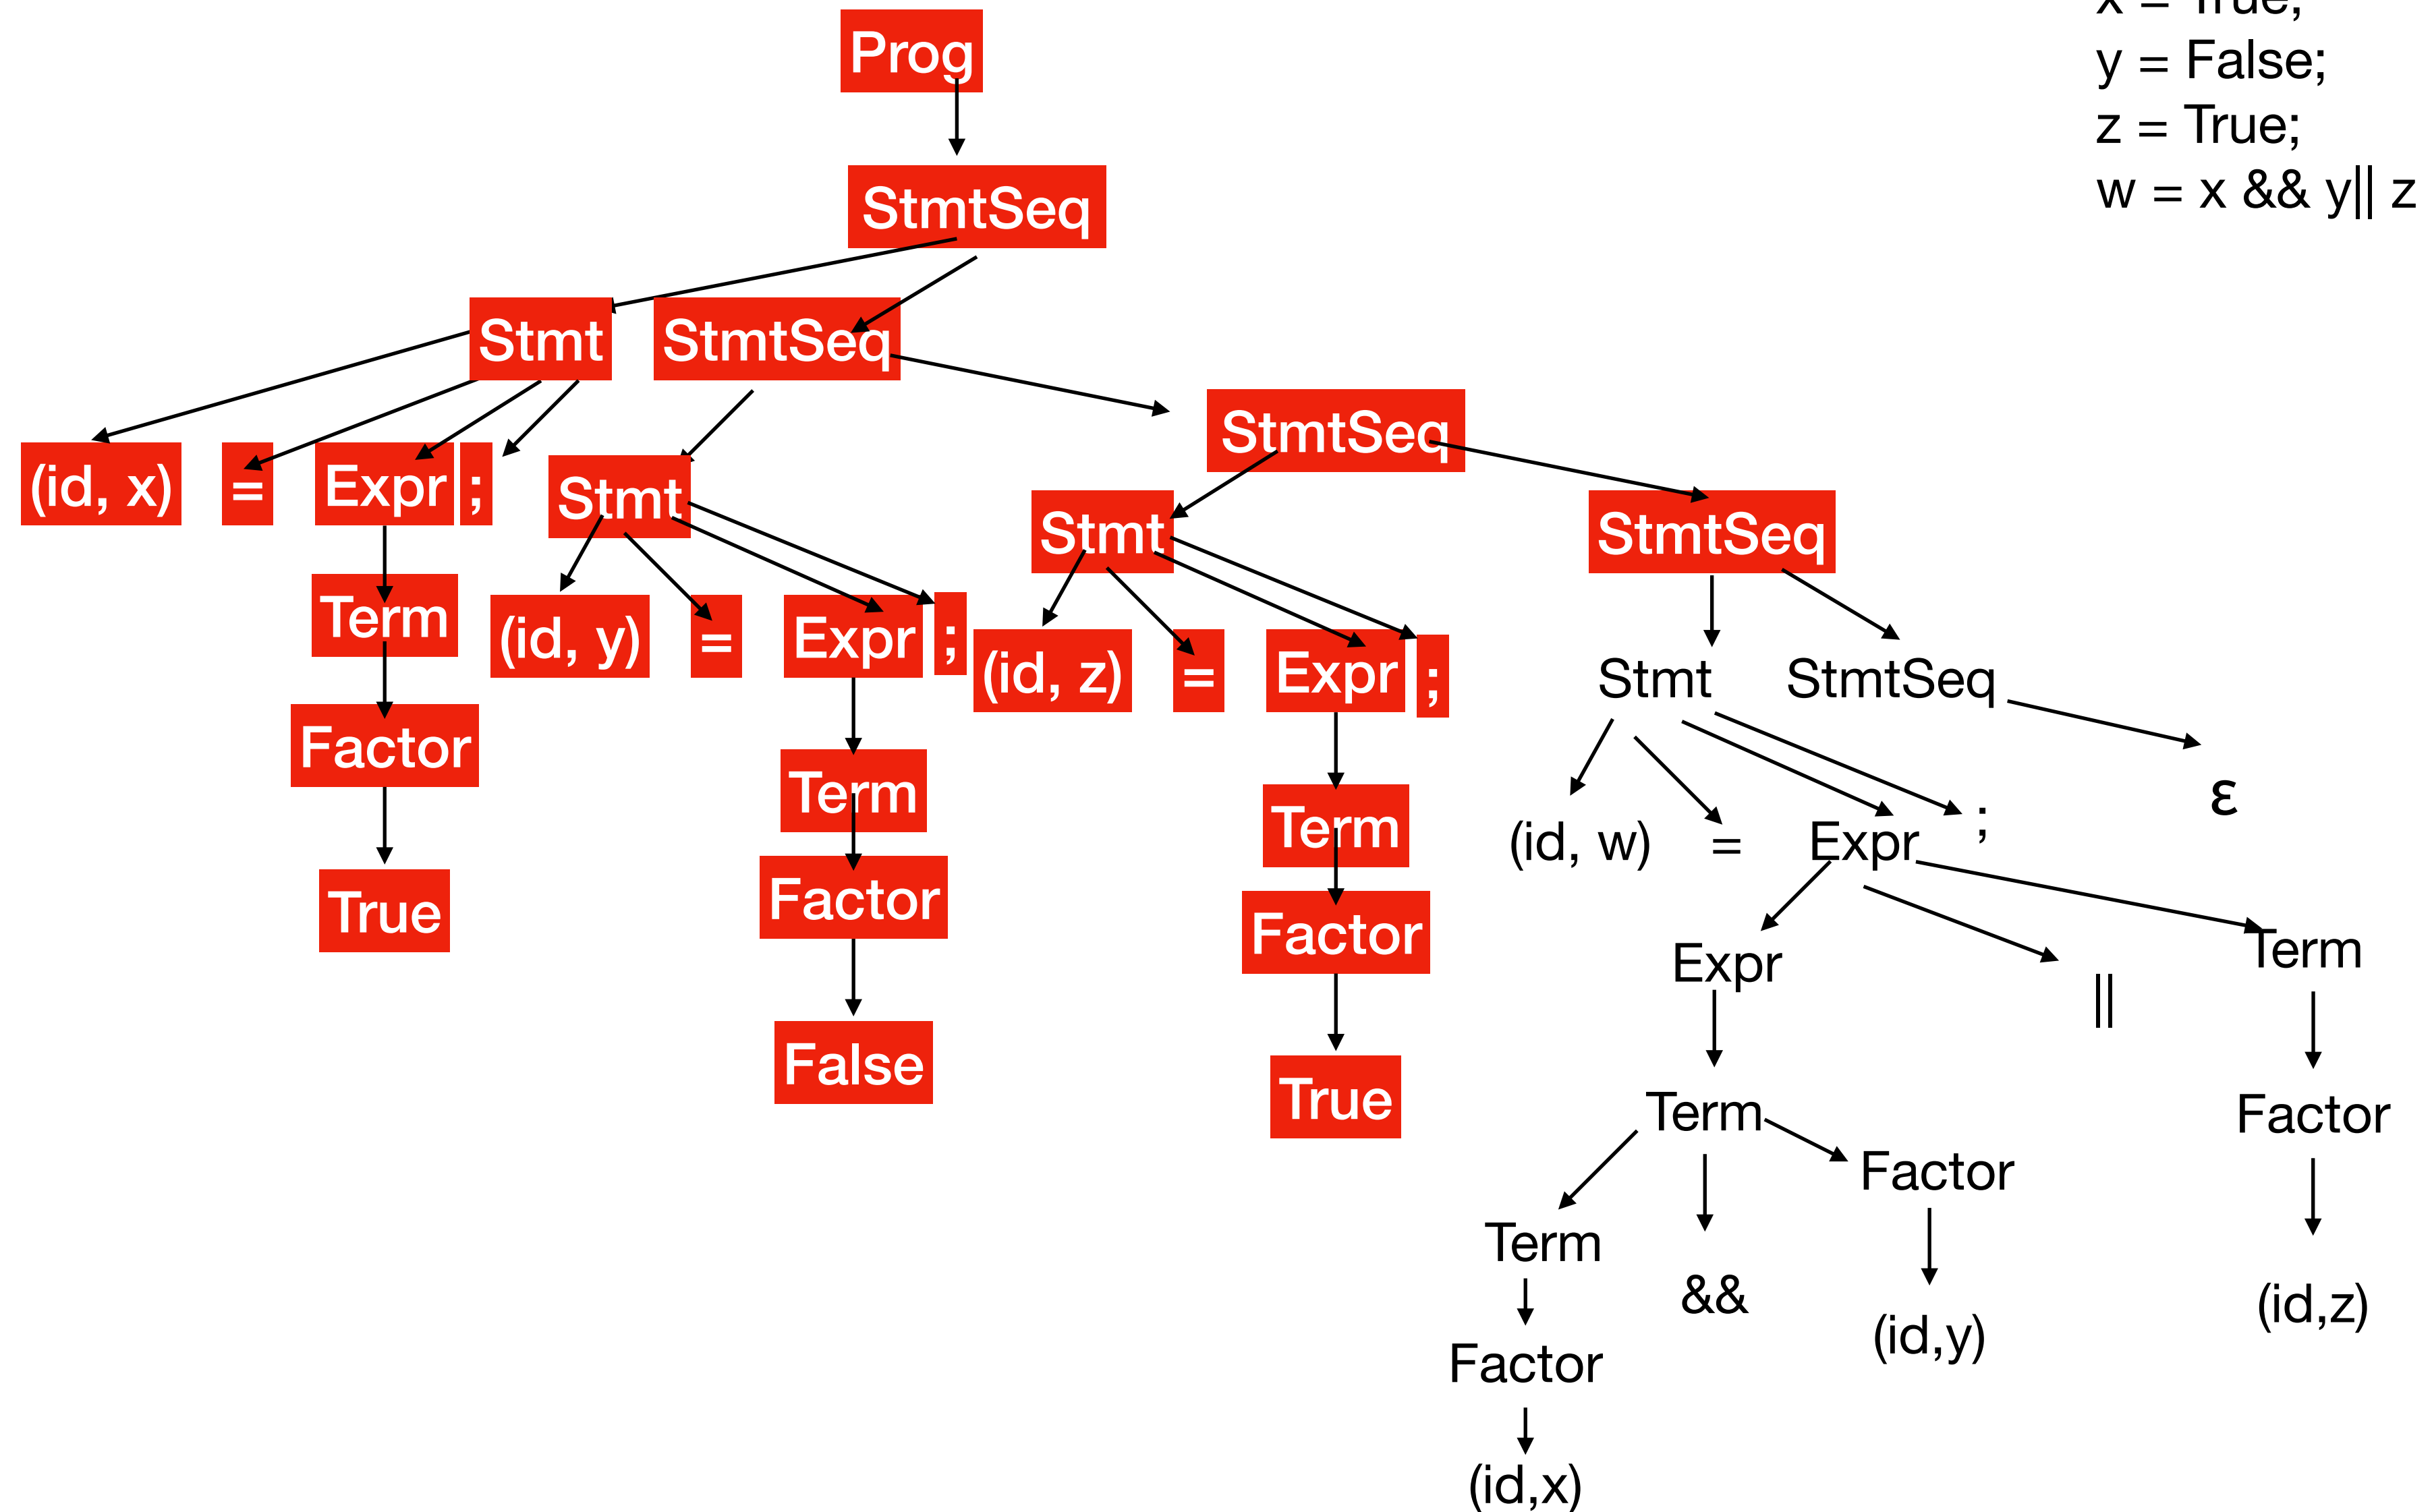 x = True;
y = False;
z = True;
w = x && y|| z
Prog
StmtSeq
Stmt StmtSeq
StmtSeq
(id, x) = Expr ; Stmt
Stmt StmtSeq
Term (id, y) = Expr ; (id, z) = Expr ; Stmt StmtSeq
Factor Term Term (id, w) = Expr ; ε
True Factor Factor Expr || Term
False True Term Factor Factor
Term && (id,y) (id,z)
Factor
(id,x)